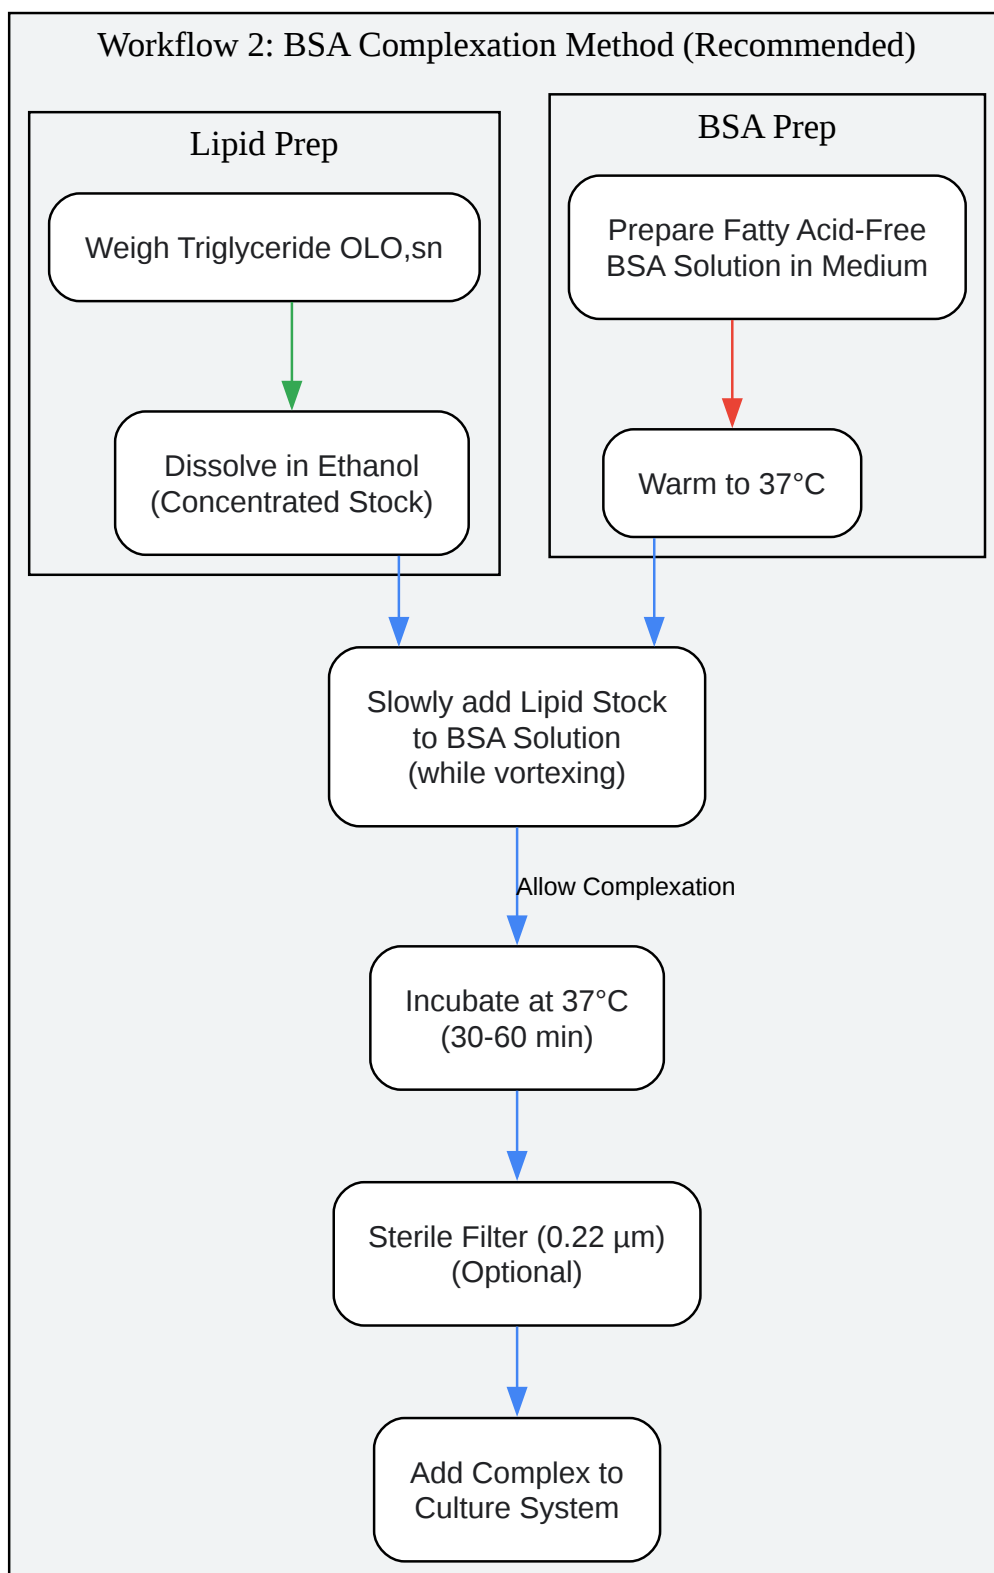 Workflow 2: BSA Complexation Method (Recommended)
Lipid Prep
Weigh Triglyceride OLO,sn
Dissolve in Ethanol
(Concentrated Stock)
BSA Prep
Prepare Fatty Acid-Free
BSA Solution in Medium
Warm to 37°C
Slowly add Lipid Stock
to BSA Solution
(while vortexing)
Allow Complexation
Incubate at 37°C
(30-60 min)
Sterile Filter (0.22 µm)
(Optional)
Add Complex to
Culture System